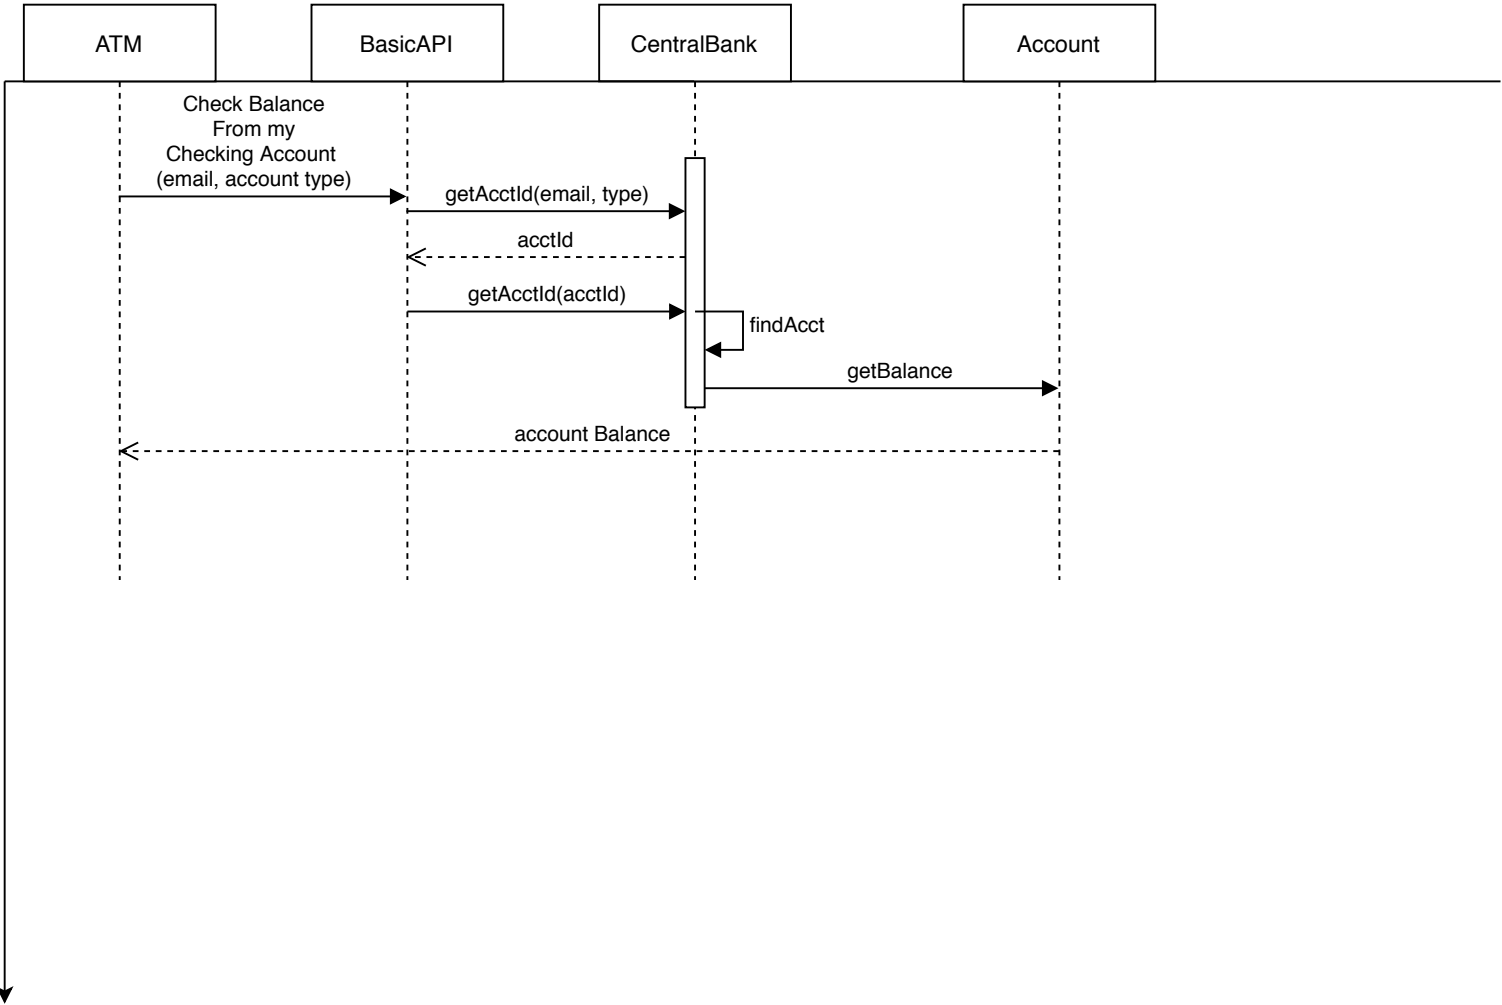 ATM
BasicAPI
CentralBank
Account
Check Balance
From my
Checking Account
(email, account type)
getAcctId(email, type)
acctId
getAcctId(acctId)
findAcct
getBalance
account Balance